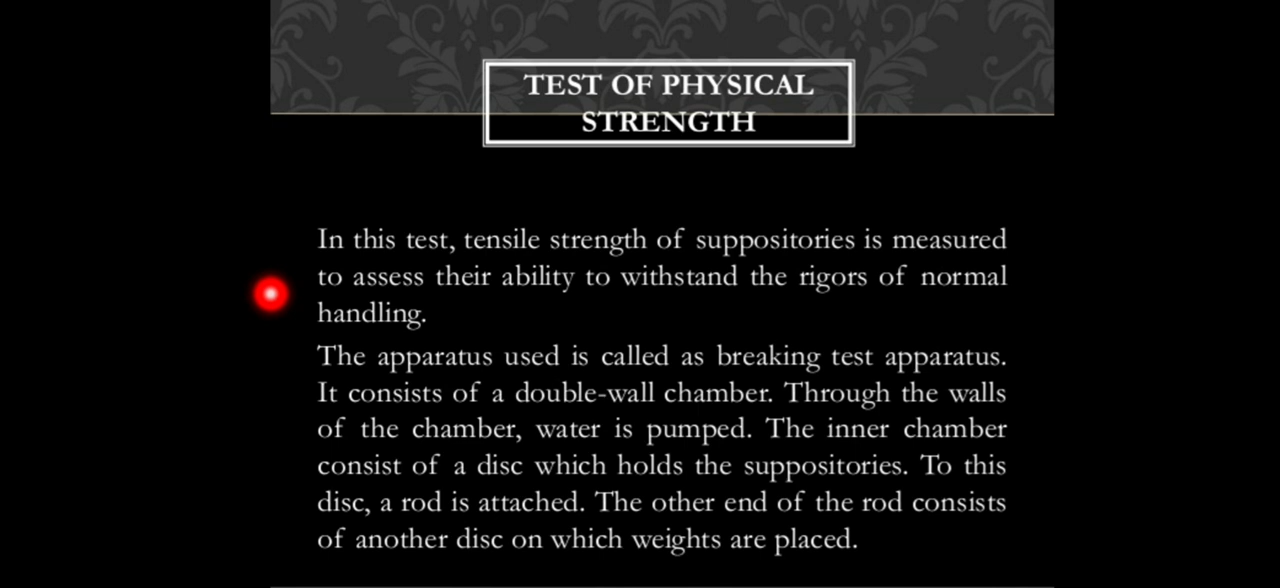 TEST OF PHYSICAL
STRENGTH
In this test, tensile strength of suppositories is measured
to assess their ability to withstand the rigors of normal
handling.
The apparatus used is called as breaking test apparatus.
It consists of a double-wall chamber. Through the walls
of the chamber, water is pumped. The inner chamber
consist of a disc which holds the suppositories. To this
disc, a rod is attached. The other end of the rod consists
of another disc on which weights are placed.